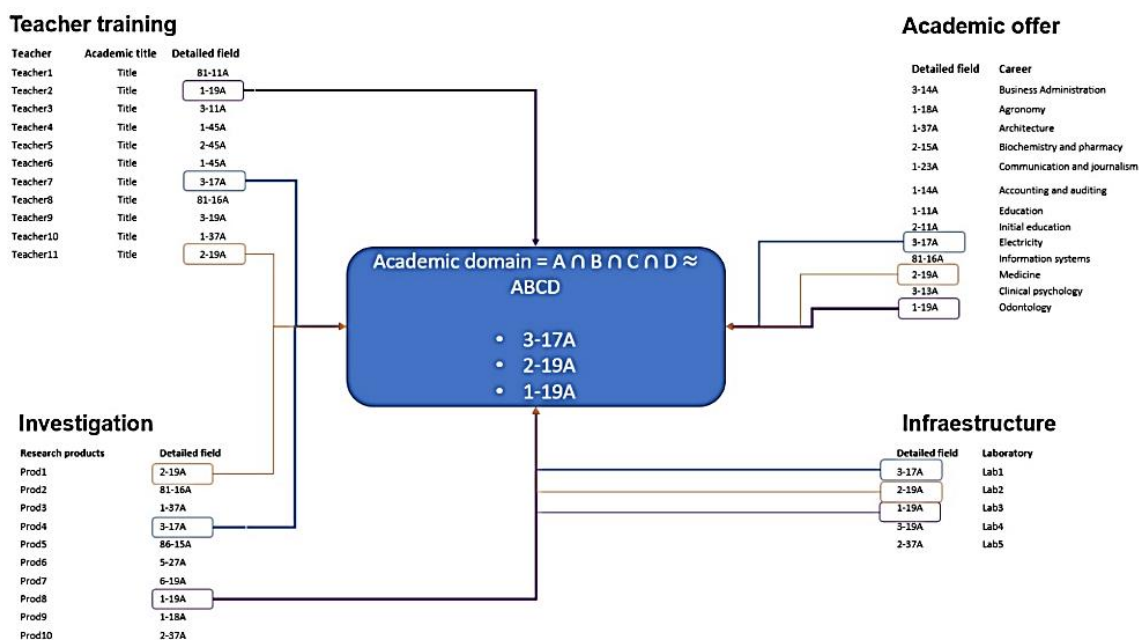 Teacher training
Teacher Academic title Detailed field
Teacher1 Title 81-11A
Teacher2 Title 1-19A
Teacher3 Title 3-11A
Teacher4 Title 1-45A
Teacher5 Title 2-45A
Teacher6 Title 1-45A
Teacher7 Title 3-17A
Teacher8 Title 81-16A
Teacher9 Title 3-19A
Teacher10 Title 1-37A
Teacher11 Title 2-19A
Academic offer
Detailed field Career
3-14A Business Administration
1-18A Agronomy
1-37A Architecture
2-15A Biochemistry and pharmacy
1-23A Communication and journalism
1-14A Accounting and auditing
1-11A Education
2-11A Initial education
3-17A Electricity
81-16A Information systems
2-19A Medicine
3-13A Clinical psychology
1-19A Odontology
Academic domain = A ∩ B ∩ C ∩ D ≈
ABCD
• 3-17A
• 2-19A
• 1-19A
Investigation
Research products Detailed field
Prod1 2-19A
Prod2 81-16A
Prod3 1-37A
Prod4 3-17A
Prod5 86-15A
Prod6 5-27A
Prod7 6-19A
Prod8 1-19A
Prod9 1-18A
Prod10 2-37A
Infraestructure
Detailed field Laboratory
3-17A Lab1
2-19A Lab2
1-19A Lab3
3-19A Lab4
2-37A Lab5